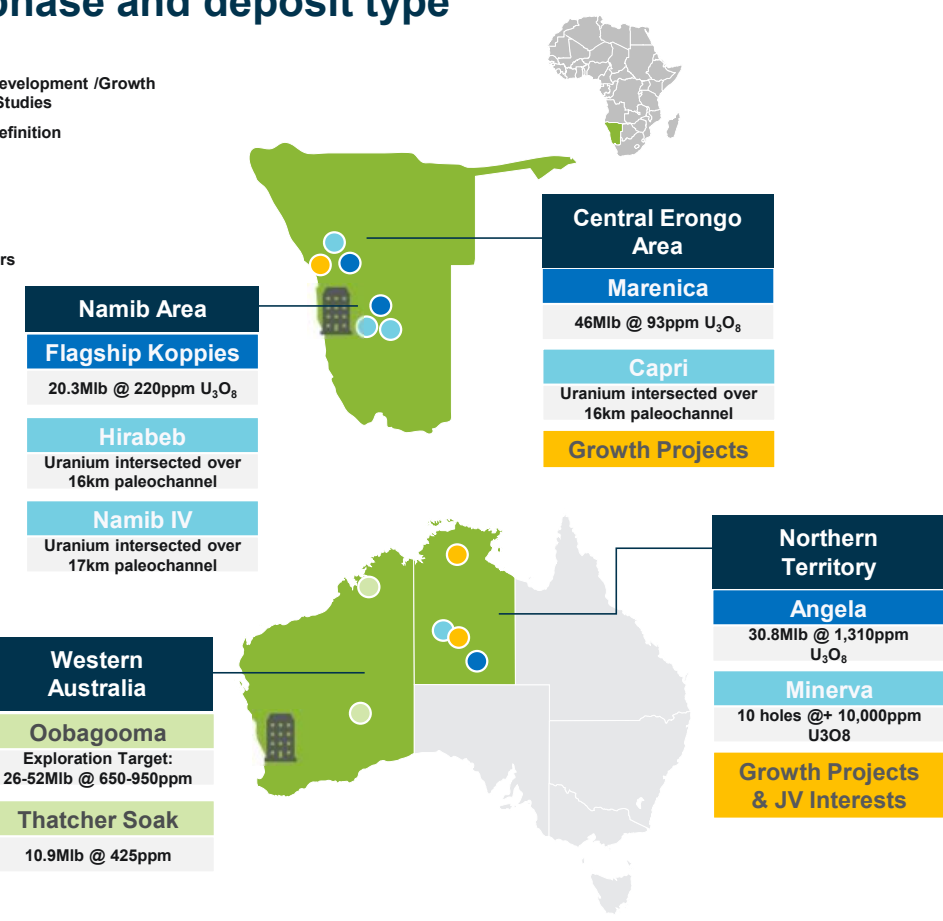 phase and deposit type
evelopment /Growth
Studies
efinition
rs
Namib Area
Flagship Koppies
20.3Mlb @ 220ppm U₃O₈
Hirabeb
Uranium intersected over
16km paleochannel
Namib IV
Uranium intersected over
17km paleochannel
Central Erongo
Area
Marenica
46Mlb @ 93ppm U₃O₈
Capri
Uranium intersected over
16km paleochannel
Growth Projects
Western
Australia
Oobagooma
Exploration Target:
26-52Mlb @ 650-950ppm
Thatcher Soak
10.9Mlb @ 425ppm
Northern
Territory
Angela
30.8Mlb @ 1,310ppm
U₃O₈
Minerva
10 holes @+ 10,000ppm
U3O8
Growth Projects
& JV Interests